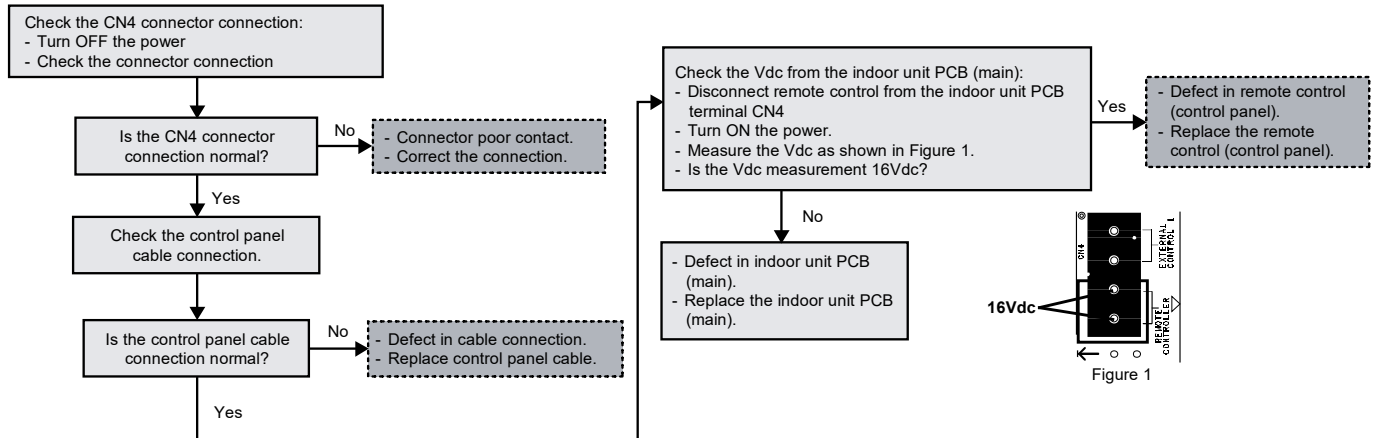 Check the CN4 connector connection:
- Turn OFF the power
- Check the connector connection
Is the CN4 connector
connection normal?
No
- Connector poor contact.
- Correct the connection.
Yes
Check the control panel
cable connection.
Is the control panel cable
connection normal?
No
- Defect in cable connection.
- Replace control panel cable.
Yes
Check the Vdc from the indoor unit PCB (main):
- Disconnect remote control from the indoor unit PCB
terminal CN4
- Turn ON the power.
- Measure the Vdc as shown in Figure 1.
- Is the Vdc measurement 16Vdc?
Yes
- Defect in remote control
(control panel).
- Replace the remote
control (control panel).
No
- Defect in indoor unit PCB
(main).
- Replace the indoor unit PCB
(main).
CN4
EXTERNAL
CONTROL
16Vdc
REMOTE
CONTROLLER
Figure 1